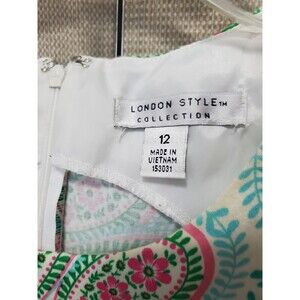 LONDON STYLE™
COLLECTION
12
MADE IN
VIETNAM
153031